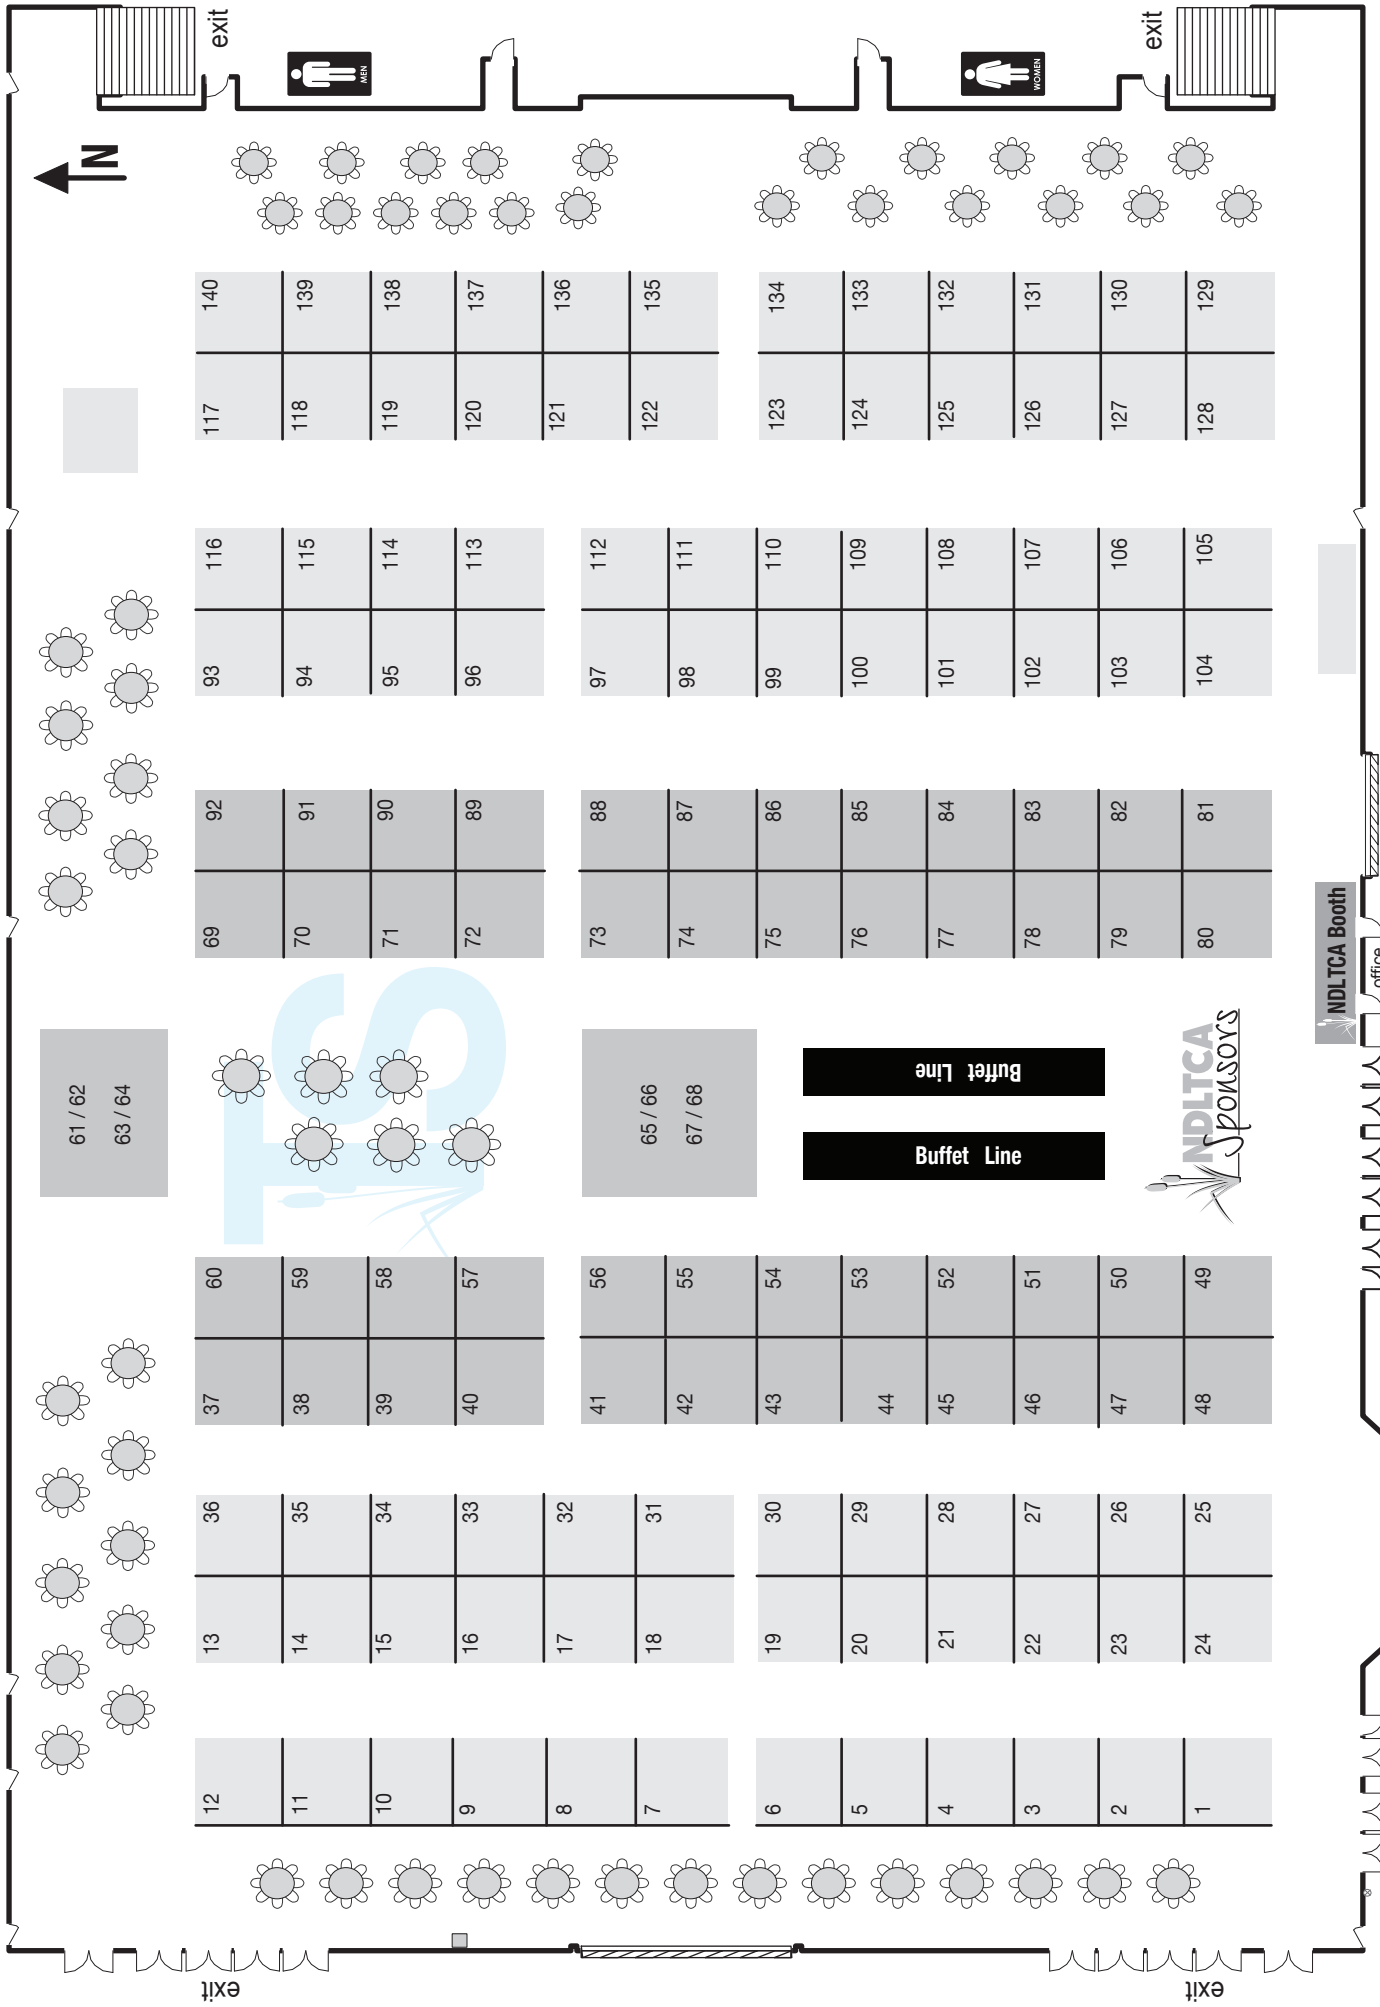 exit
MEN
WOMEN
exit
N
140 139 138 137 136 135 134 133 132 131 130 129
117 118 119 120 121 122 123 124 125 126 127 128
116 115 114 113 112 111 110 109 108 107 106 105
93 94 95 96 97 98 99 100 101 102 103 104
92 91 90 89 88 87 86 85 84 83 82 81
69 70 71 72 73 74 75 76 77 78 79 80
NDLTCA Booth
office
61 / 62
63 / 64
TS
65 / 66
67 / 68
Buffet Line
Buffet Line
NDLTCA
Sponsors
60 59 58 57 56 55 54 53 52 51 50 49
37 38 39 40 41 42 43 44 45 46 47 48
36 35 34 33 32 31 30 29 28 27 26 25
13 14 15 16 17 18 19 20 21 22 23 24
12 11 10 9 8 7 6 5 4 3 2 1
exit
exit